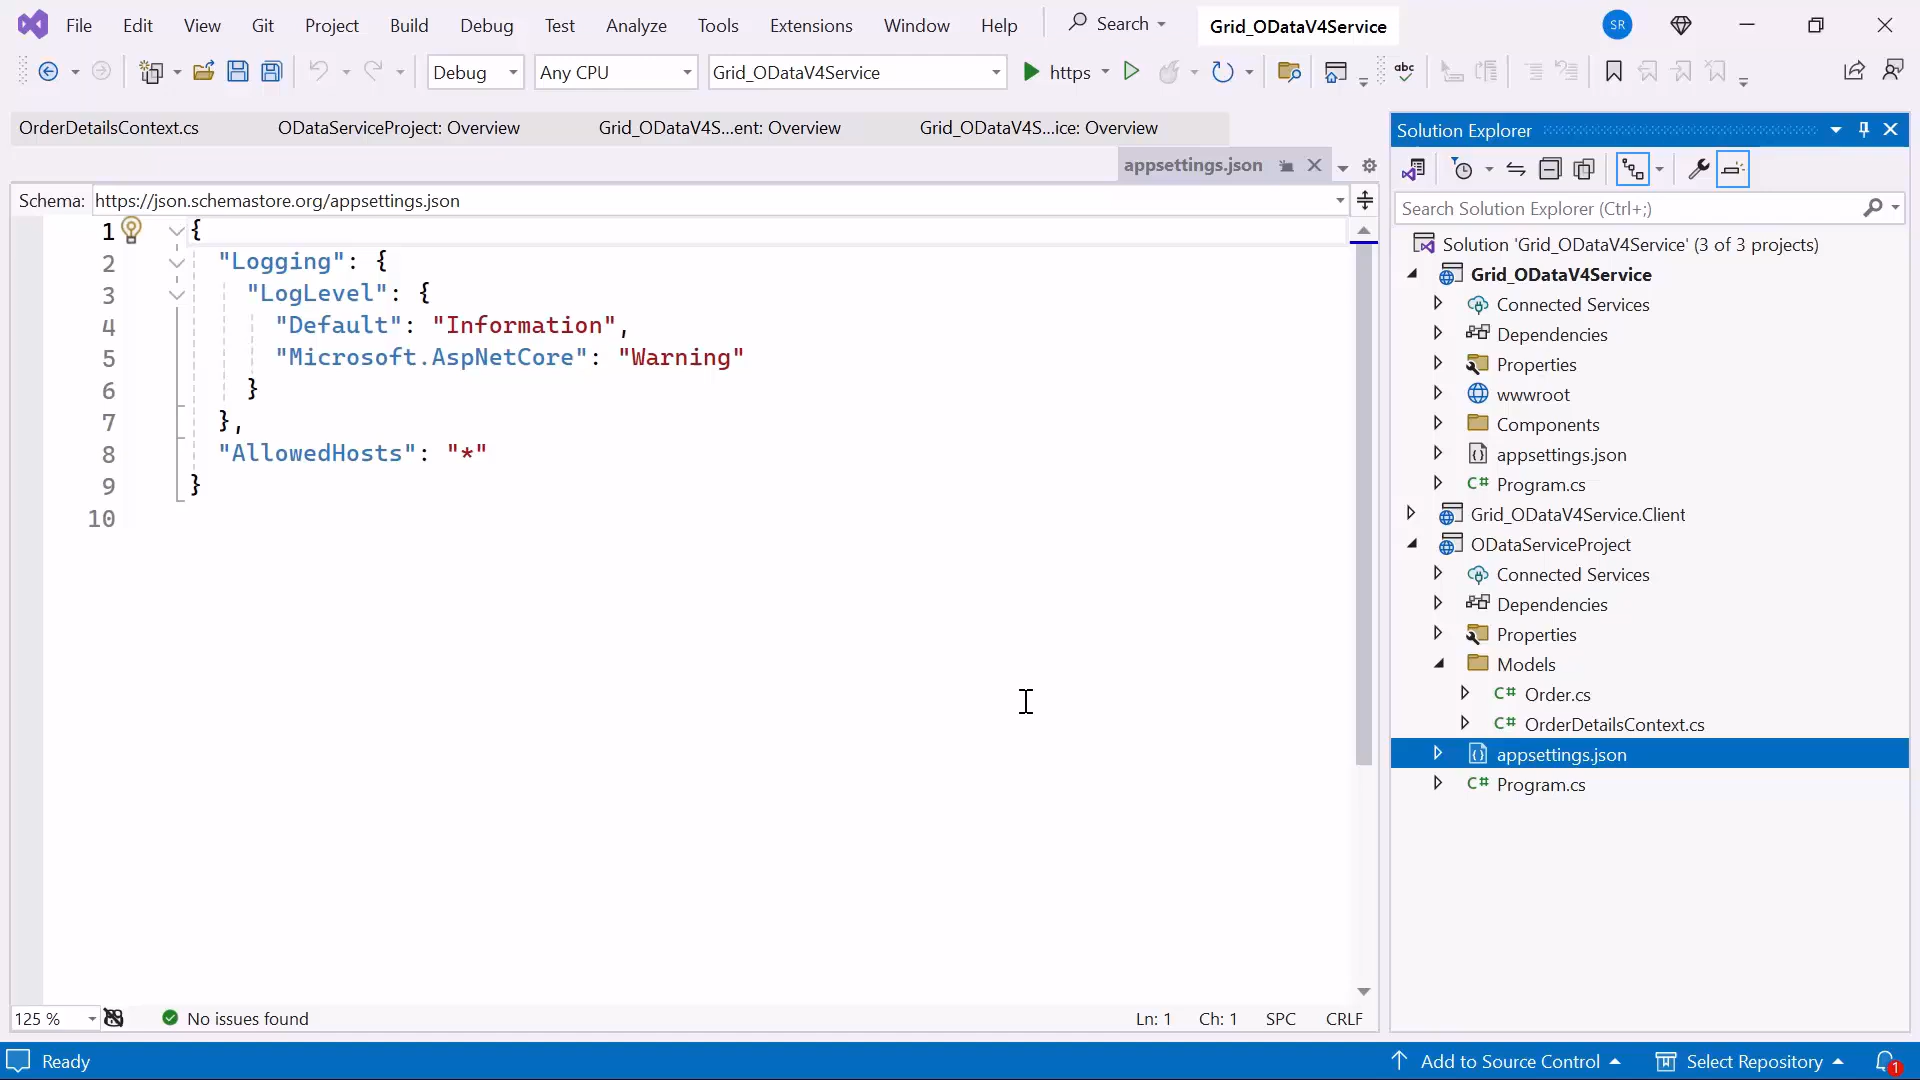 File Edit View Git Project Build Debug Test Analyze Tools Extensions Window Help Search Grid_ODataV4Service SR
Debug Any CPU Grid_ODataV4Service https abc
OrderDetailsContext.cs ODataServiceProject: Overview Grid_ODataV4S...ent: Overview Grid_ODataV4S...ice: Overview
appsettings.json
Schema: https://json.schemastore.org/appsettings.json
1 {
2 "Logging": {
3 "LogLevel": {
4 "Default": "Information",
5 "Microsoft.AspNetCore": "Warning"
6 }
7 },
8 "AllowedHosts": "*"
9 }
10
125 % No issues found Ln: 1 Ch: 1 SPC CRLF
Solution Explorer
Search Solution Explorer (Ctrl+;)
Solution 'Grid_ODataV4Service' (3 of 3 projects)
Grid_ODataV4Service
Connected Services
Dependencies
Properties
wwwroot
Components
appsettings.json
C# Program.cs
Grid_ODataV4Service.Client
ODataServiceProject
Connected Services
Dependencies
Properties
Models
C# Order.cs
C# OrderDetailsContext.cs
appsettings.json
C# Program.cs
Ready Add to Source Control Select Repository 1